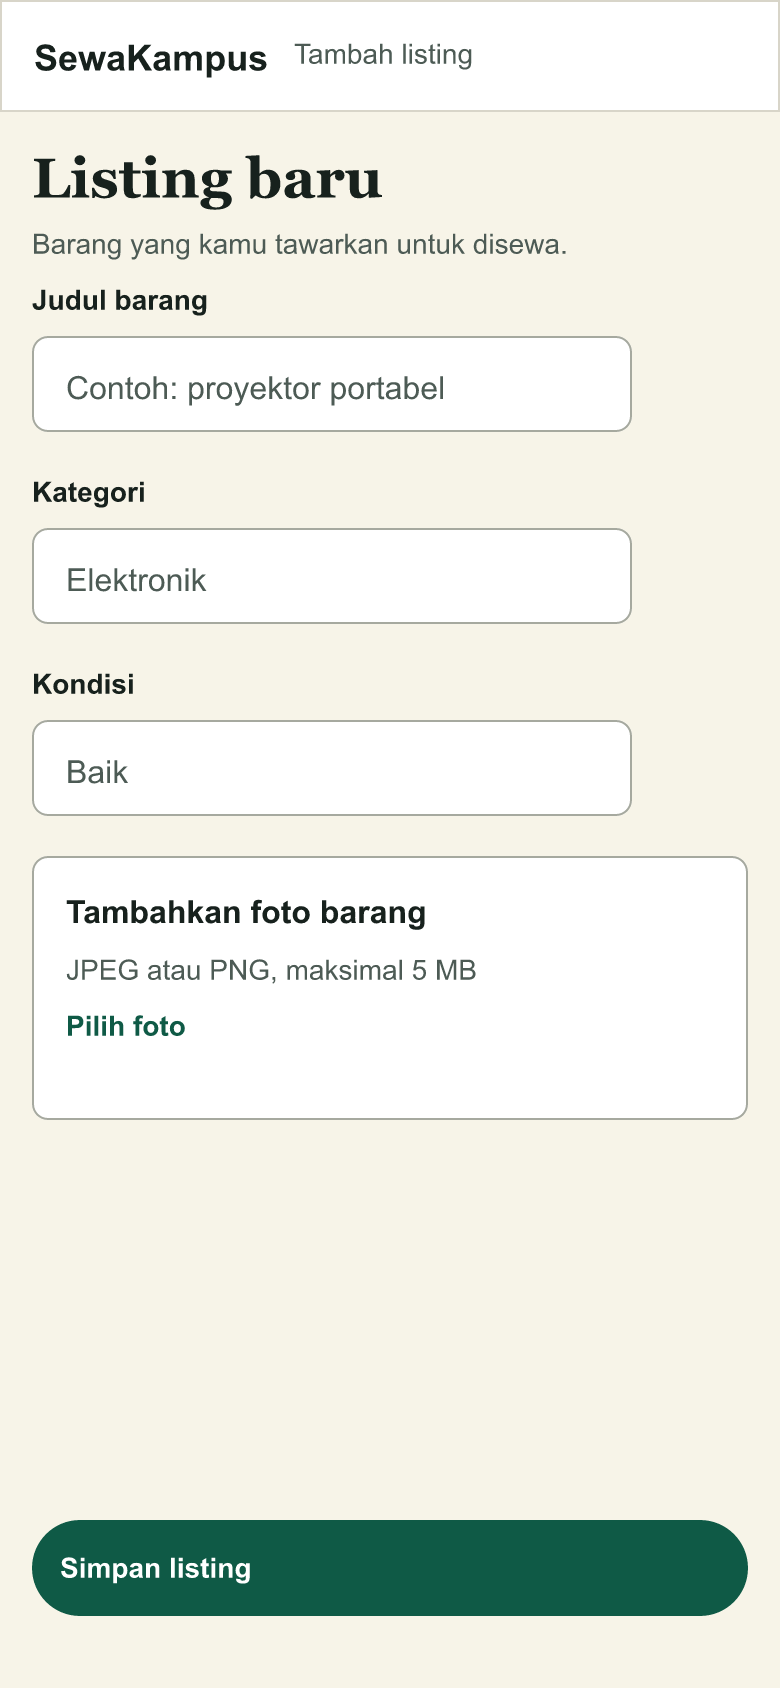 SewaKampus Tambah listing
Listing baru
Barang yang kamu tawarkan untuk disewa.
Judul barang
Contoh: proyektor portabel
Kategori
Elektronik
Kondisi
Baik
Tambahkan foto barang
JPEG atau PNG, maksimal 5 MB
Pilih foto
Simpan listing